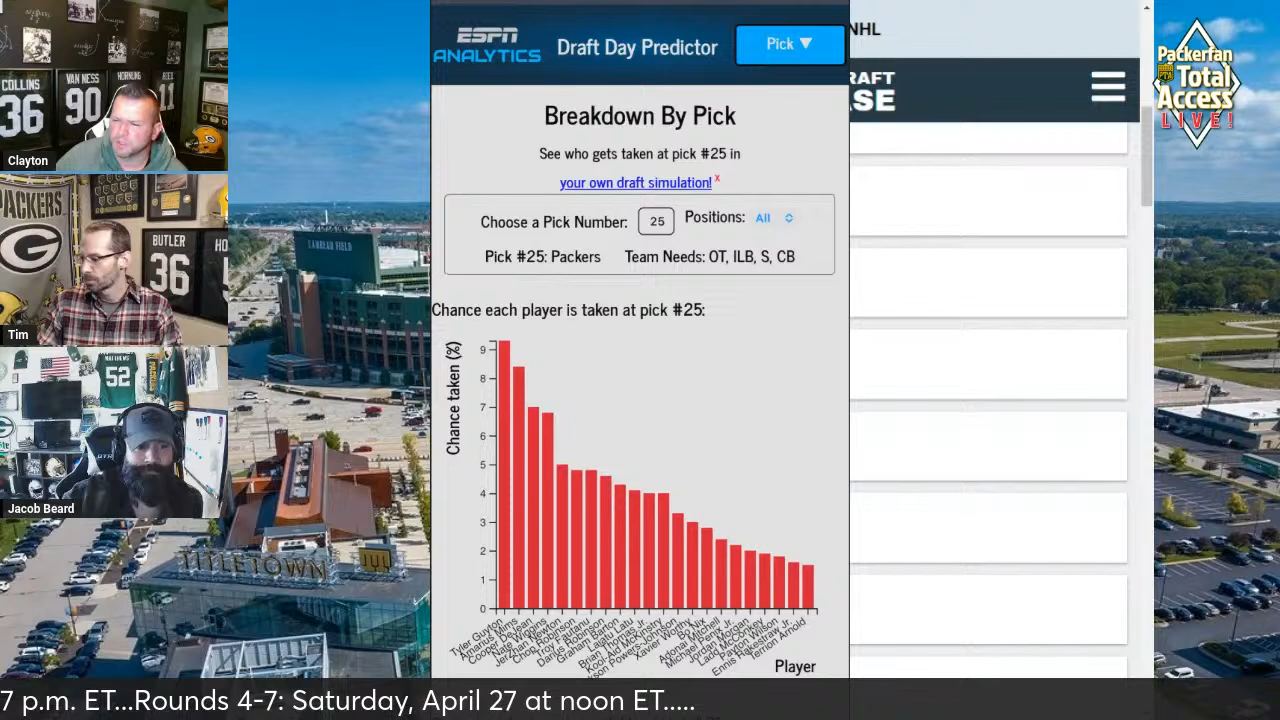 COLLINS
36
VAN NESS
90
HORNUNG
11
Clayton
PACKERS
G
BUTLER
36
Tim
MATTHEWS
52
Jacob Beard
LAMBEAU FIELD
TITLETOWN
ESPN
ANALYTICS
Draft Day Predictor
Pick ▼
Breakdown By Pick
See who gets taken at pick #25 in
your own draft simulation! x
Choose a Pick Number: 25 Positions: All
Pick #25: Packers Team Needs: OT, ILB, S, CB
Chance each player is taken at pick #25:
Chance taken (%)
9
8
7
6
5
4
3
2
1
0
Tyler Guyton
Cooper DeJean
Nate Wiggins
Chop Robinson
Troy Fautanu
Darius Robinson
Graham Barton
Laiatu Latu
Brian Thomas Jr.
Kool-Aid McKinstry
Xavier Worthy
Bo Nix
Adonai Mitchell
Michael Penix Jr.
Jordan Morgan
Ladd McConkey
Payton Wilson
Ennis Rakestraw Jr.
Terrion Arnold
Player
NHL
RAFT
ASE
Packerfan
PTA
Total
Access
LIVE!
7 p.m. ET...Rounds 4-7: Saturday, April 27 at noon ET.....